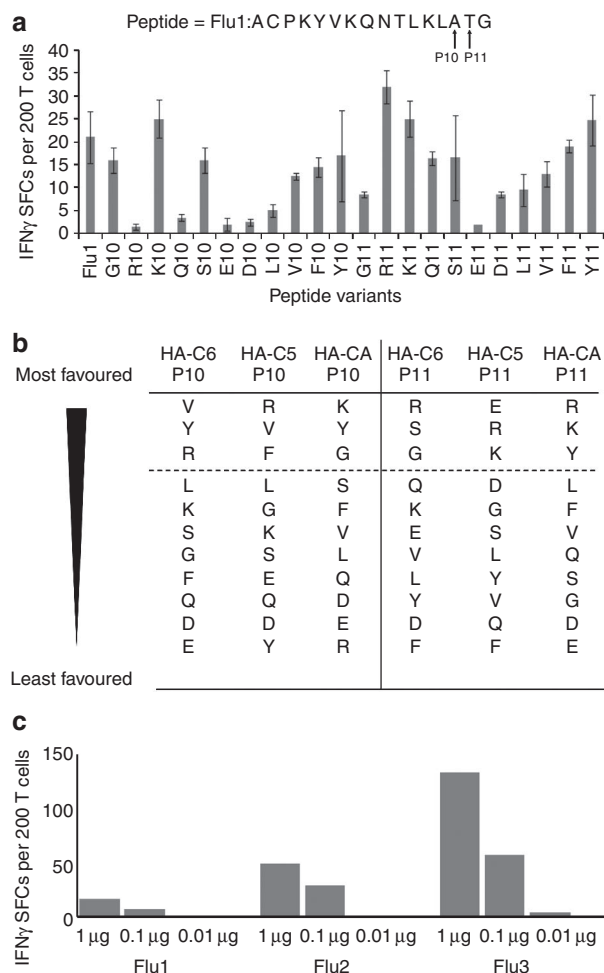 a
Peptide = Flu1:ACPKYVKQNTLKLATG
P10 P11
IFNγ SFCs per 200 T cells
40
35
30
25
20
15
10
5
0
Flu1 G10 R10 K10 Q10 S10 E10 D10 L10 V10 F10 Y10 G11 R11 K11 Q11 S11 E11 D11 L11 V11 F11 Y11
Peptide variants
b
HA-C6 HA-C5 HA-CA HA-C6 HA-C5 HA-CA
Most favoured P10 P10 P10 P11 P11 P11
V R K R E R
Y V Y S R K
R F G G K Y
L L S Q D L
K G F K G F
S K V E S V
G S L V L Q
F E Q L Y S
Q Q D Y V G
D D E D Q D
E Y R F F E
Least favoured
c
IFNγ SFCs per 200 T cells
150
100
50
0
1 µg 0.1 µg 0.01 µg 1 µg 0.1 µg 0.01 µg 1 µg 0.1 µg 0.01 µg
Flu1 Flu2 Flu3